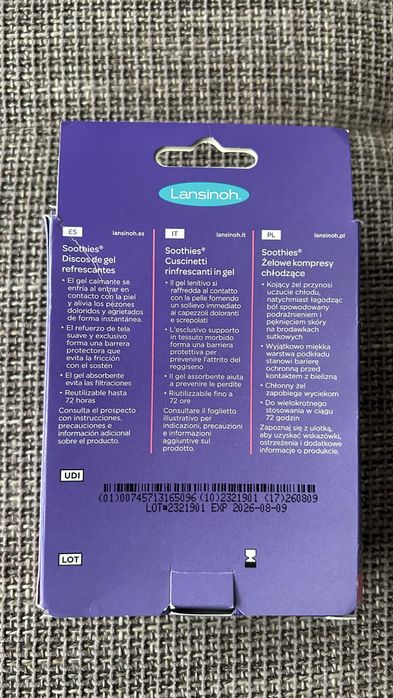 Lansinoh®
ES lansinoh.es
Soothies®
Discos de gel
refrescantes
• El gel calmante se
enfría al entrar en
contacto con la piel
y alivia los pezones
doloridos y agrietados
de forma instantánea.
• El refuerzo de tela
suave y exclusivo
forma una barrera
protectora que
evita la fricción
con el sostén
• El gel absorbente
evita las filtraciones
• Reutilizable hasta
72 horas
Consulta el prospecto
con instrucciones,
precauciones e
información adicional
sobre el producto.
IT lansinoh.it
Soothies®
Cuscinetti
rinfrescanti in gel
• Il gel lenitivo si
raffredda al contatto
con la pelle fornendo
un sollievo immediato
ai capezzoli doloranti
e screpolati
• L'esclusivo supporto
in tessuto morbido
forma una barriera
protettiva per
prevenire l'attrito del
reggiseno
• Il gel assorbente aiuta
a prevenire le perdite
• Riutilizzabile fino a
72 ore
Consultare il foglietto
illustrativo per
indicazioni, precauzioni
e informazioni
aggiuntive sul
prodotto.
PL lansinoh.pl
Soothies®
Żelowe kompresy
chłodzące
• Kojący żel przynosi
uczucie chłodu,
natychmiast łagodząc
ból spowodowany
podrażnieniem i
pęknięciem skóry
na brodawkach
sutkowych
• Wyjątkowo miękka
warstwa podkładu
stanowi barierę
ochronną przed
kontaktem z bielizną
• Chłonny żel
zapobiega wyciekom
• Do wielokrotnego
stosowania w ciągu
72 godzin
Zapoznaj się z ulotką,
aby uzyskać wskazówki,
ostrzeżenia i dodatkowe
informacje o produkcie.
UDI
(01)00745713165096 (10)2321901 (17)260809
LOT#2321901 EXP 2026-08-09
LOT